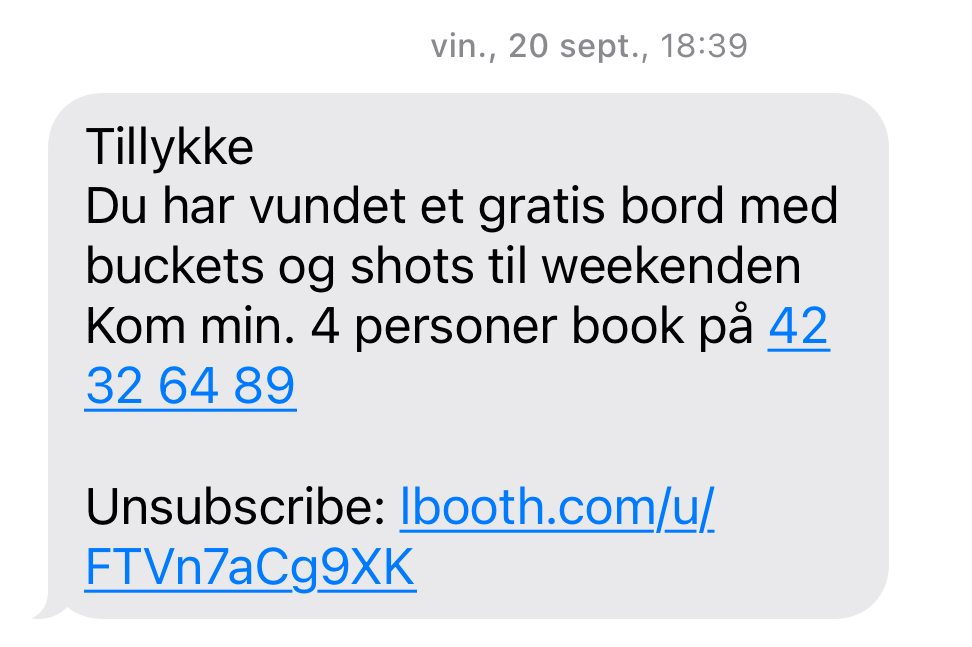 vin., 20 sept., 18:39
Tillykke
Du har vundet et gratis bord med
buckets og shots til weekenden
Kom min. 4 personer book på 42
32 64 89
Unsubscribe: lbooth.com/u/
FTVn7aCg9XK